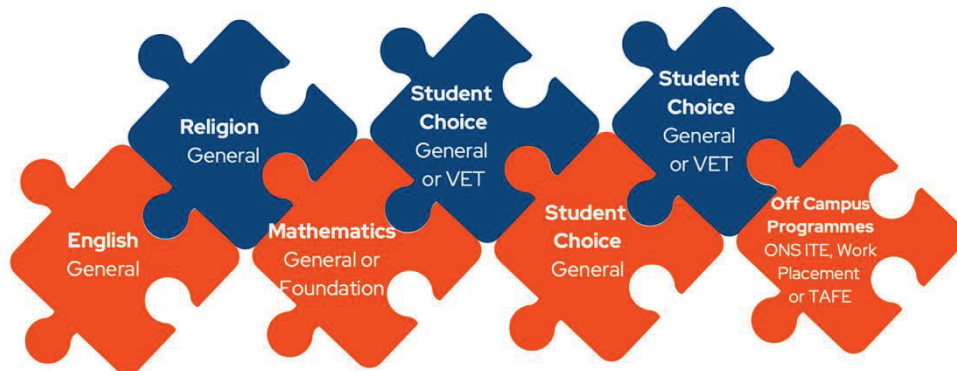 English
General
Religion
General
Mathematics
General or
Foundation
Student
Choice
General
or VET
Student
Choice
General
Student
Choice
General
or VET
Off Campus
Programmes
ONS ITE, Work
Placement
or TAFE